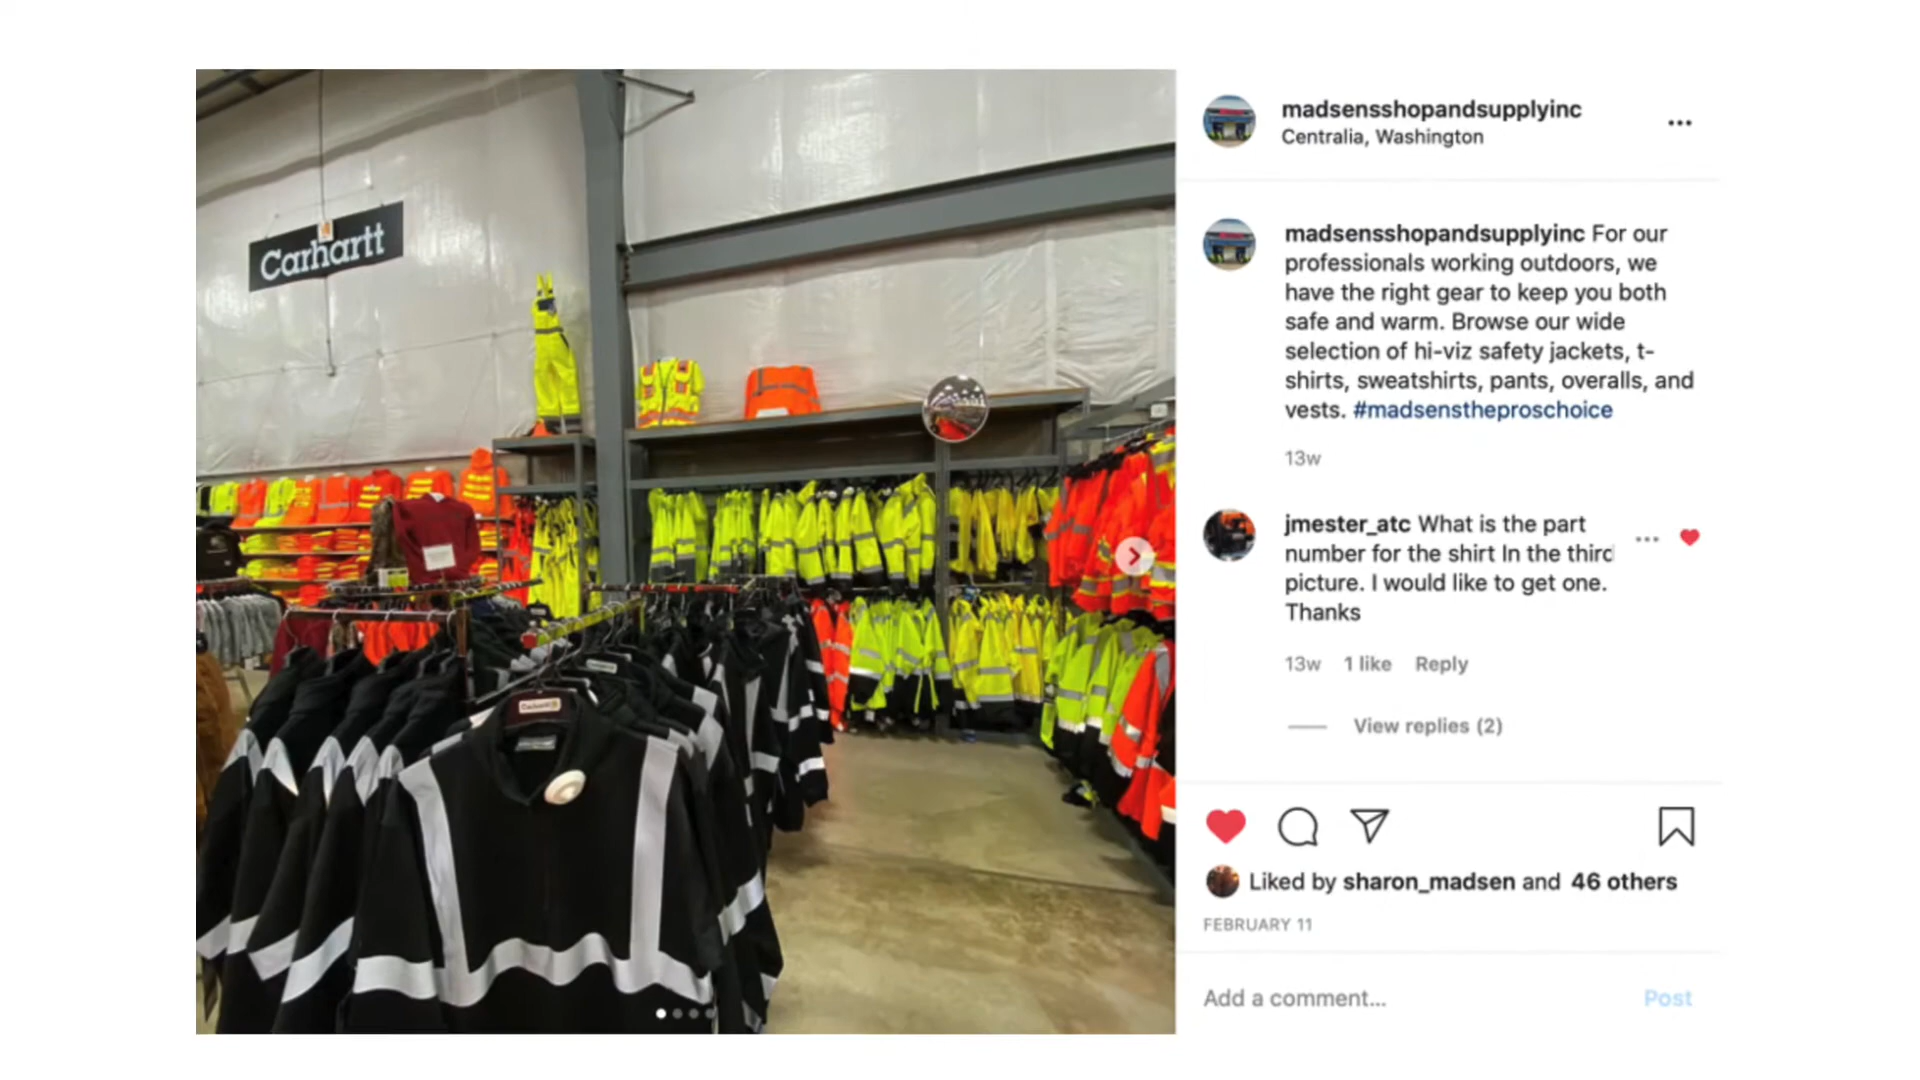 Carhartt
Carhartt
madsensshopandsupplyinc
Centralia, Washington
madsensshopandsupplyinc For our
professionals working outdoors, we
have the right gear to keep you both
safe and warm. Browse our wide
selection of hi-viz safety jackets, t-
shirts, sweatshirts, pants, overalls, and
vests. #madsenstheproschoice
13w
jmester_atc What is the part
number for the shirt In the third
picture. I would like to get one.
Thanks
13w 1 like Reply
View replies (2)
Liked by sharon_madsen and 46 others
FEBRUARY 11
Add a comment... Post